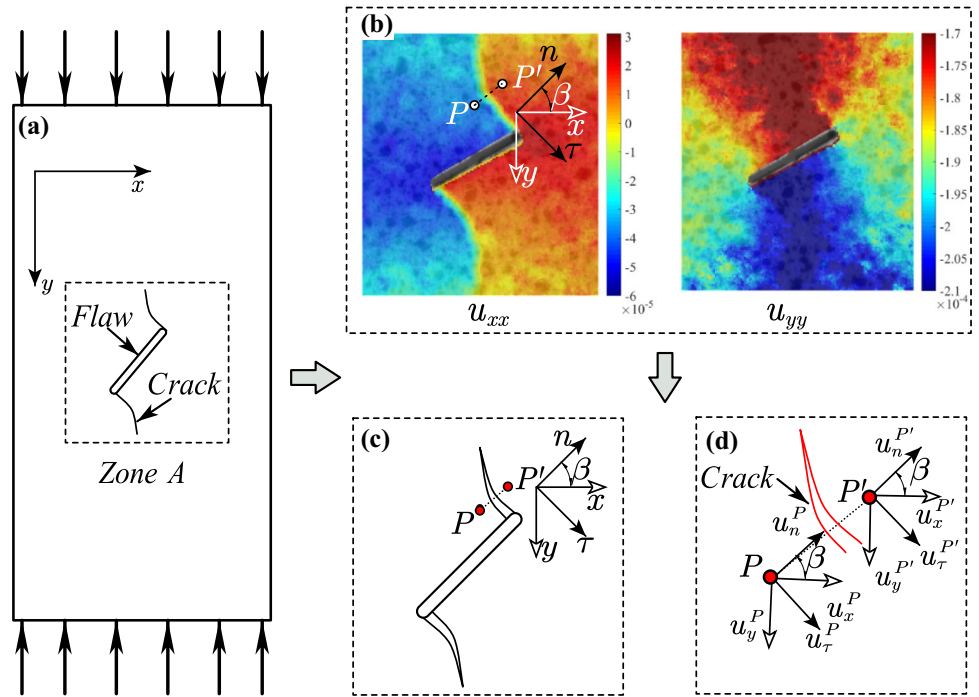 (a)
x
y
Flaw
Crack
Zone A
(b)
n
P'
P
β
x
τ
y
3
2
1
0
-1
-2
-3
-4
-5
-6
×10⁻⁵
u_xx
-1.7
-1.75
-1.8
-1.85
-1.9
-1.95
-2
-2.05
-2.1
×10⁻⁴
u_yy
(c)
n
β
P'
x
P
y
τ
(d)
u_n^P'
Crack
P'
β
u_x^P'
u_n^P
u_τ^P'
u_y^P'
P
β
u_x^P
u_y^P
u_τ^P